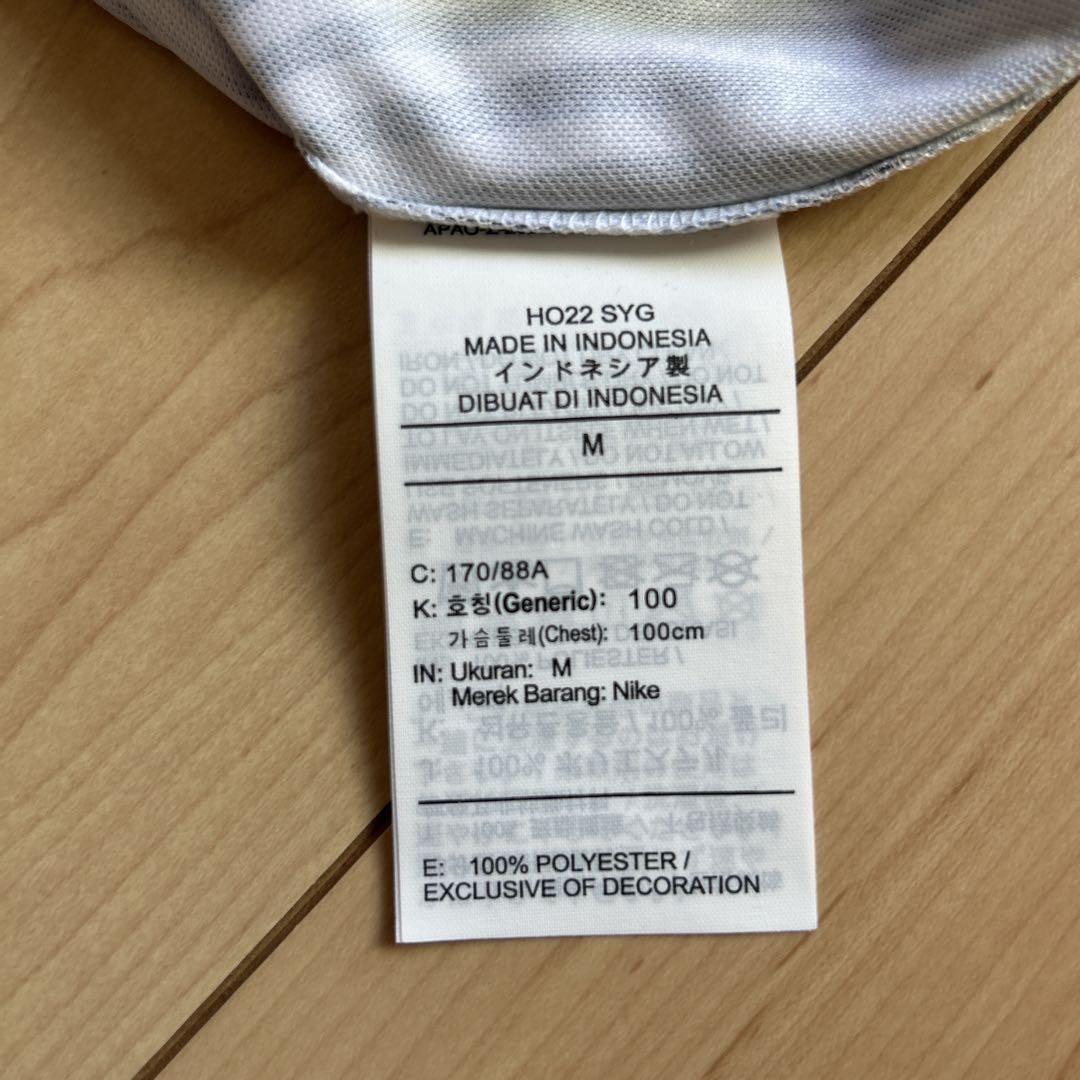 HO22 SYG
MADE IN INDONESIA
インドネシア製
DIBUAT DI INDONESIA
M
C: 170/88A
K: 호칭(Generic): 100
가슴둘레(Chest): 100cm
IN: Ukuran: M
Merek Barang: Nike
E: 100% POLYESTER /
EXCLUSIVE OF DECORATION